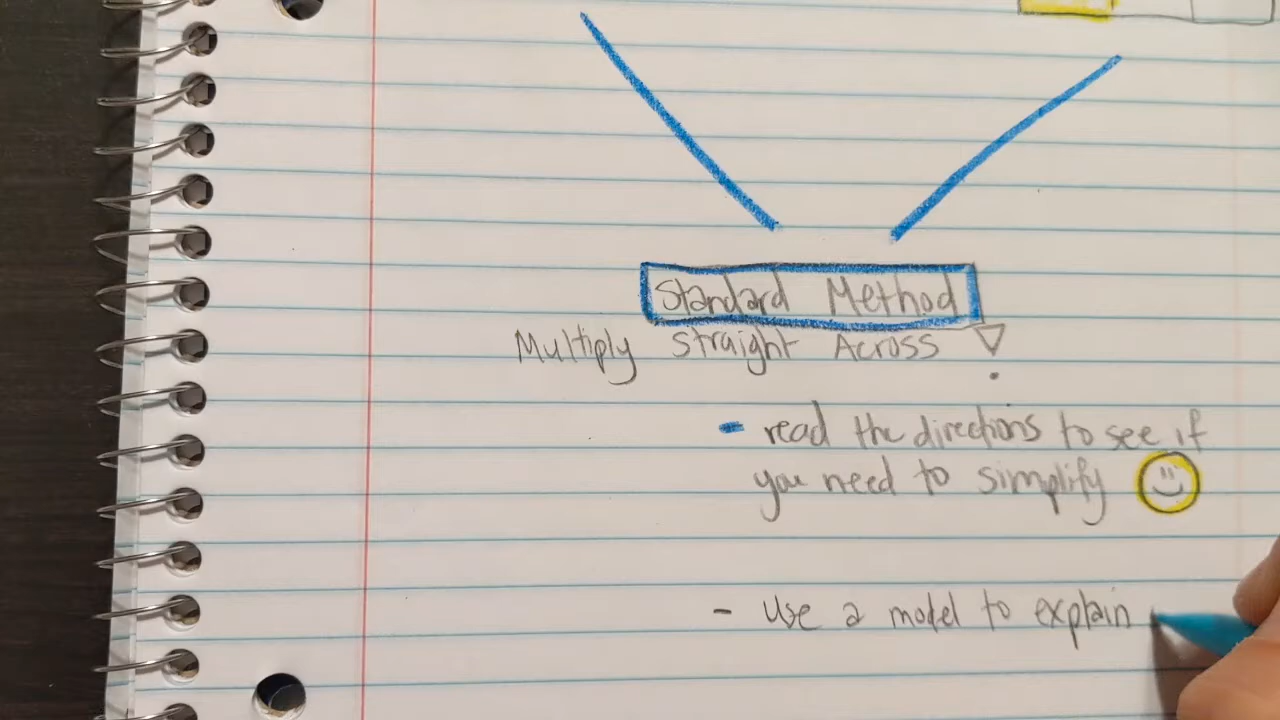 Standard Method
Multiply Straight Across
- read the directions to see if
you need to simplify
- Use a model to explain